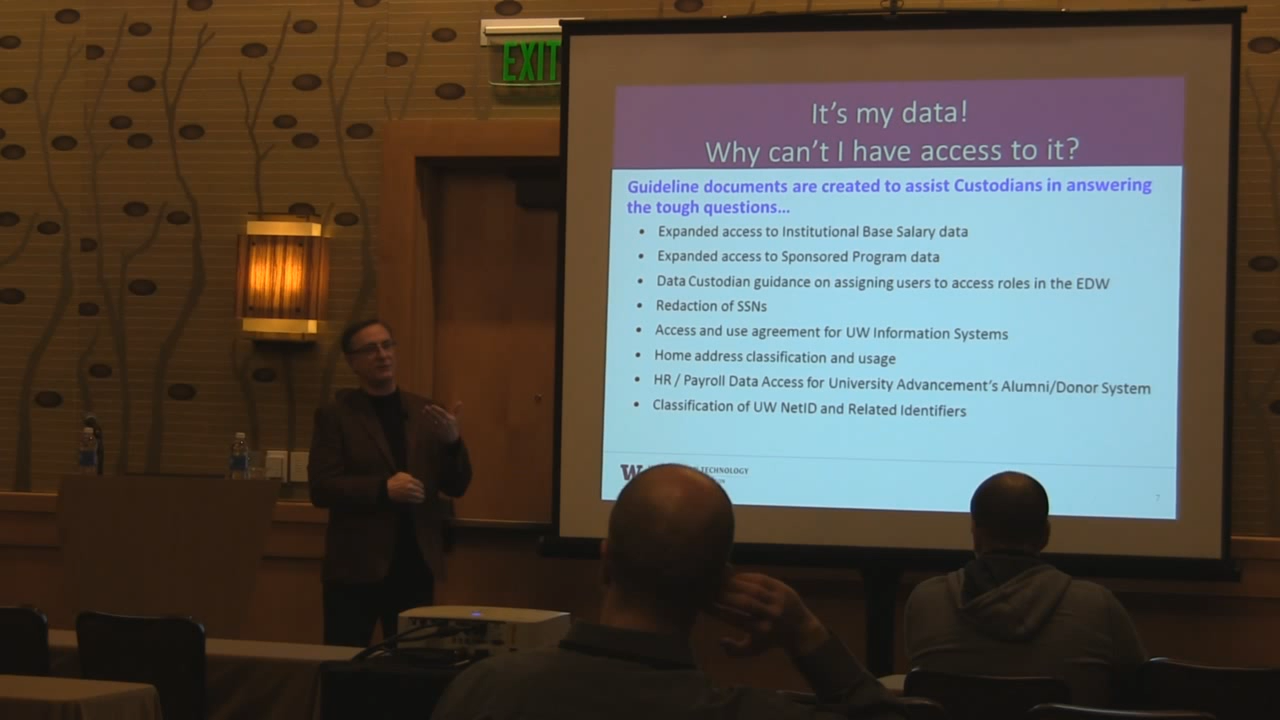 EXIT
It's my data!
Why can't I have access to it?
Guideline documents are created to assist Custodians in answering
the tough questions…
• Expanded access to Institutional Base Salary data
• Expanded access to Sponsored Program data
• Data Custodian guidance on assigning users to access roles in the EDW
• Redaction of SSNs
• Access and use agreement for UW Information Systems
• Home address classification and usage
• HR / Payroll Data Access for University Advancement's Alumni/Donor System
• Classification of UW NetID and Related Identifiers
W TECHNOLOGY
7